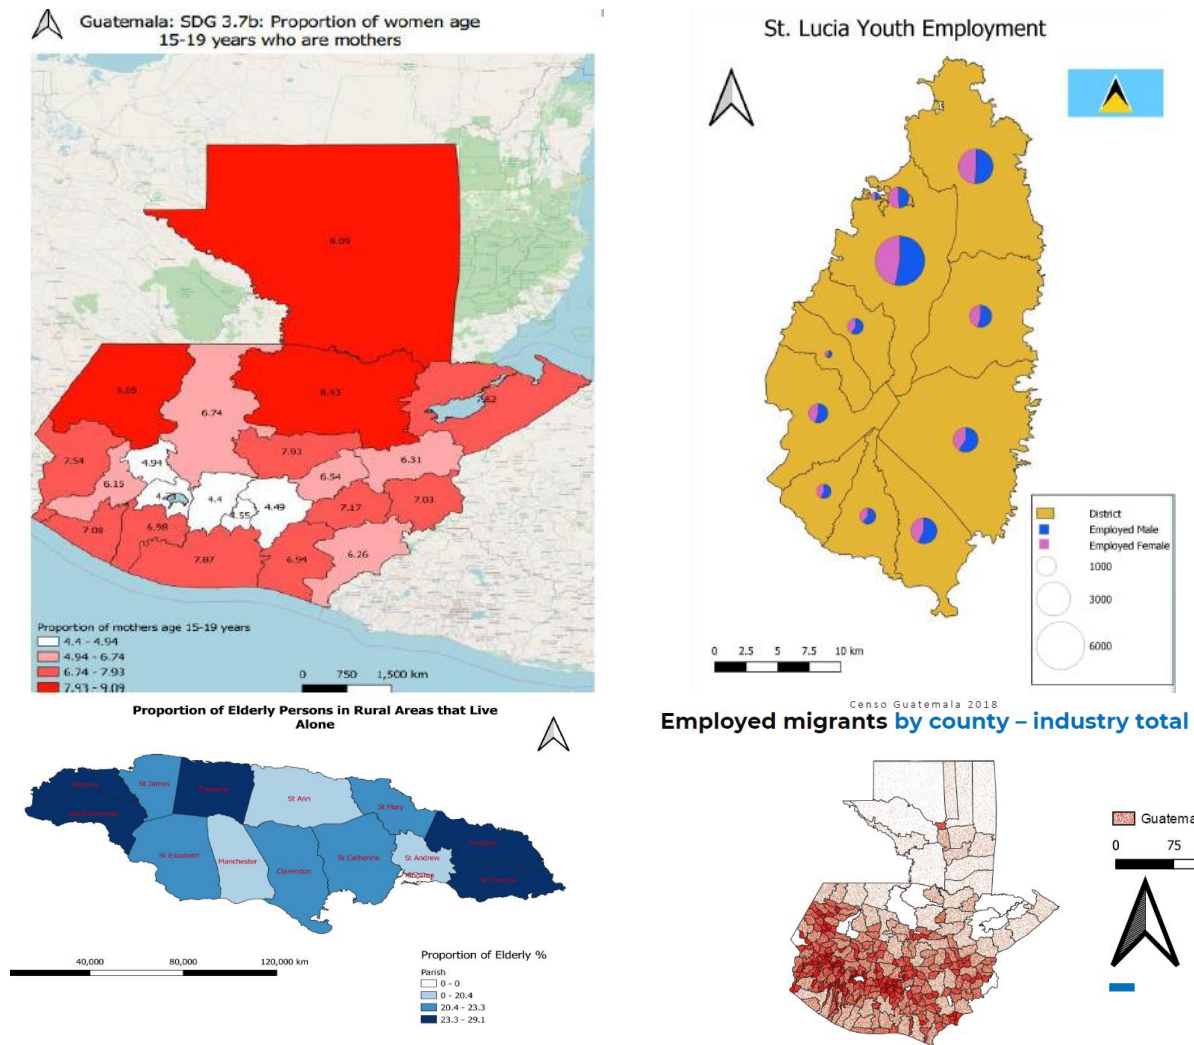 Guatemala: SDG 3.7b: Proportion of women age
15-19 years who are mothers
9.09
8.43
6.74
7.62
7.54
4.94
7.93
6.31
6.15
6.54
4.4
4.55
4.49
7.17
7.03
7.08
6.98
7.87
6.94
6.26
Proportion of mothers age 15-19 years
4.4 - 4.94
4.94 - 6.74
6.74 - 7.93
7.93 - 9.09
0 750 1,500 km
St. Lucia Youth Employment
District
Employed Male
Employed Female
1000
3000
6000
0 2.5 5 7.5 10 km
Proportion of Elderly Persons in Rural Areas that Live
Alone
Hanover
St James
Trelawny
St Ann
St Mary
Westmoreland
St Elizabeth
Manchester
Clarendon
St Catherine
St Andrew
Kingston
Portland
St Thomas
40,000 80,000 120,000 km
Proportion of Elderly %
Parish
0 - 0
0 - 20.4
20.4 - 23.3
23.3 - 29.1
Censo Guatemala 2018
Employed migrants by county – industry total
Guatema
0 75